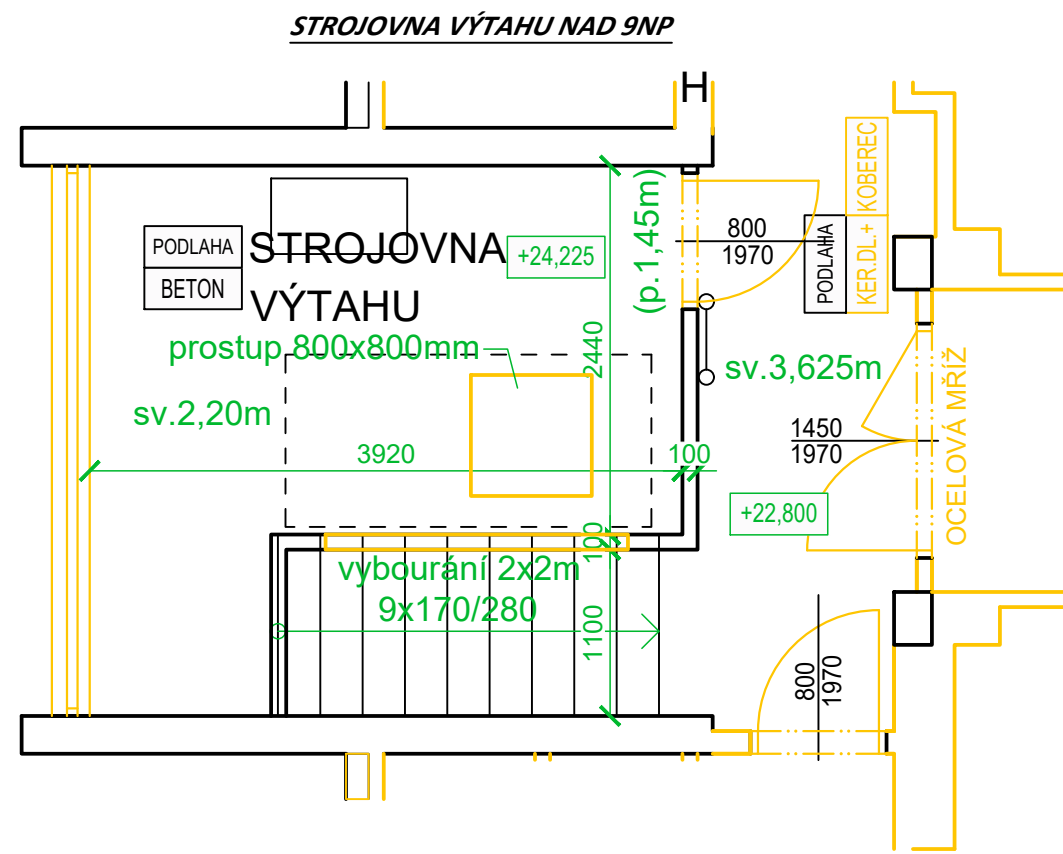 STROJOVNA VÝTAHU NAD 9NP
H
PODLAHA
BETON
STROJOVNA
VÝTAHU
+24,225
(p.1,45m)
800
1970
PODLAHA
KER.DL.+ KOBEREC
prostup 800x800mm
2440
sv.2,20m
sv.3,625m
3920
100
1450
1970
OCELOVÁ MŘÍŽ
+22,800
100
vybourání 2x2m
9x170/280
1100
800
1970